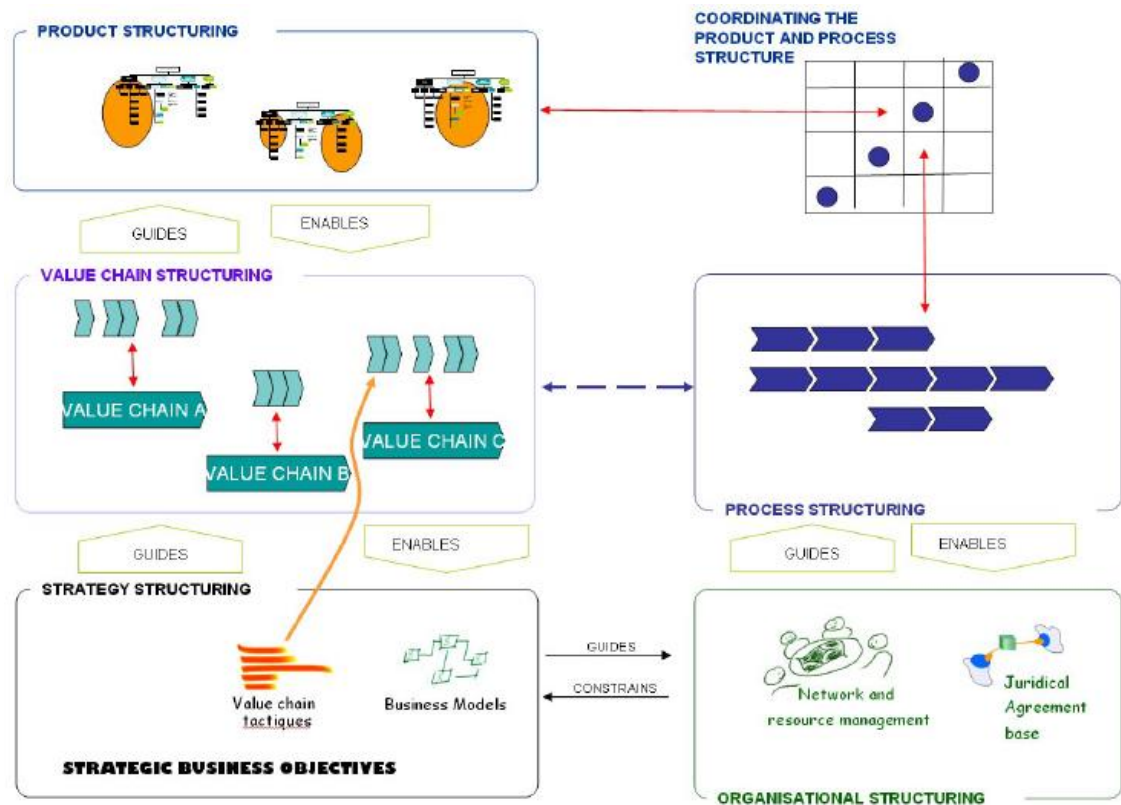 PRODUCT STRUCTURING
COORDINATING THE
PRODUCT AND PROCESS
STRUCTURE
GUIDES
ENABLES
VALUE CHAIN STRUCTURING
VALUE CHAIN A
VALUE CHAIN B
VALUE CHAIN C
PROCESS STRUCTURING
GUIDES
ENABLES
GUIDES
ENABLES
STRATEGY STRUCTURING
Value chain
tactiques
Business Models
STRATEGIC BUSINESS OBJECTIVES
GUIDES
CONSTRAINS
Network and
resource management
Juridical
Agreement
base
ORGANISATIONAL STRUCTURING